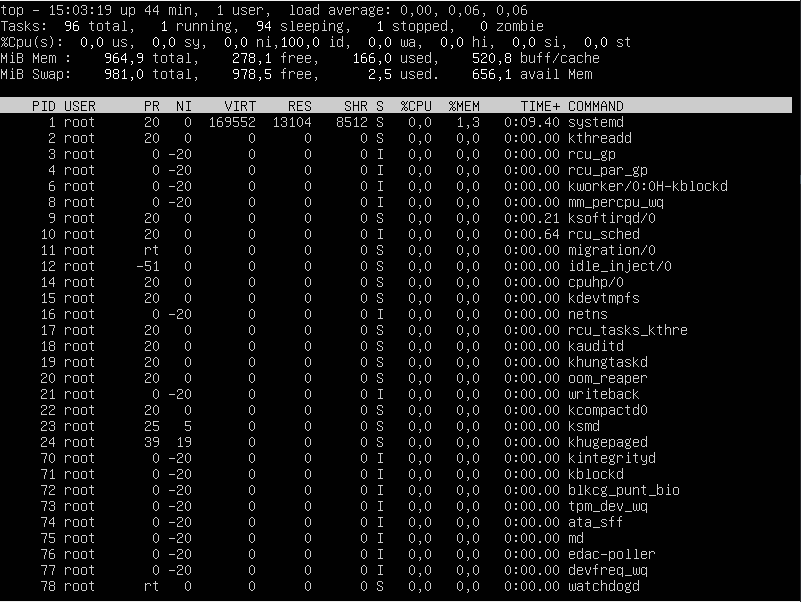 top - 15:03:19 up 44 min,  1 user,  load average: 0,00, 0,06, 0,06
Tasks:  96 total,   1 running,  94 sleeping,   1 stopped,   0 zombie
%Cpu(s):  0,0 us,  0,0 sy,  0,0 ni,100,0 id,  0,0 wa,  0,0 hi,  0,0 si,  0,0 st
MiB Mem :    964,9 total,    278,1 free,    166,0 used,    520,8 buff/cache
MiB Swap:    981,0 total,    978,5 free,      2,5 used.    656,1 avail Mem
PID USER      PR  NI    VIRT    RES    SHR S  %CPU  %MEM     TIME+ COMMAND
1 root      20   0  169552  13104   8512 S   0,0   1,3   0:09.40 systemd
2 root      20   0       0      0      0 S   0,0   0,0   0:00.00 kthreadd
3 root       0 -20       0      0      0 I   0,0   0,0   0:00.00 rcu_gp
4 root       0 -20       0      0      0 I   0,0   0,0   0:00.00 rcu_par_gp
6 root       0 -20       0      0      0 I   0,0   0,0   0:00.00 kworker/0:0H-kblockd
8 root       0 -20       0      0      0 I   0,0   0,0   0:00.00 mm_percpu_wq
9 root      20   0       0      0      0 S   0,0   0,0   0:00.21 ksoftirqd/0
10 root      20   0       0      0      0 I   0,0   0,0   0:00.64 rcu_sched
11 root      rt   0       0      0      0 S   0,0   0,0   0:00.00 migration/0
12 root     -51   0       0      0      0 S   0,0   0,0   0:00.00 idle_inject/0
14 root      20   0       0      0      0 S   0,0   0,0   0:00.00 cpuhp/0
15 root      20   0       0      0      0 S   0,0   0,0   0:00.00 kdevtmpfs
16 root       0 -20       0      0      0 I   0,0   0,0   0:00.00 netns
17 root      20   0       0      0      0 S   0,0   0,0   0:00.00 rcu_tasks_kthre
18 root      20   0       0      0      0 S   0,0   0,0   0:00.00 kauditd
19 root      20   0       0      0      0 S   0,0   0,0   0:00.00 khungtaskd
20 root      20   0       0      0      0 S   0,0   0,0   0:00.00 oom_reaper
21 root       0 -20       0      0      0 I   0,0   0,0   0:00.00 writeback
22 root      20   0       0      0      0 S   0,0   0,0   0:00.00 kcompactd0
23 root      25   5       0      0      0 S   0,0   0,0   0:00.00 ksmd
24 root      39  19       0      0      0 S   0,0   0,0   0:00.00 khugepaged
70 root       0 -20       0      0      0 I   0,0   0,0   0:00.00 kintegrityd
71 root       0 -20       0      0      0 I   0,0   0,0   0:00.00 kblockd
72 root       0 -20       0      0      0 I   0,0   0,0   0:00.00 blkcg_punt_bio
73 root       0 -20       0      0      0 I   0,0   0,0   0:00.00 tpm_dev_wq
74 root       0 -20       0      0      0 I   0,0   0,0   0:00.00 ata_sff
75 root       0 -20       0      0      0 I   0,0   0,0   0:00.00 md
76 root       0 -20       0      0      0 I   0,0   0,0   0:00.00 edac-poller
77 root       0 -20       0      0      0 I   0,0   0,0   0:00.00 devfreq_wq
78 root      rt   0       0      0      0 S   0,0   0,0   0:00.00 watchdogd